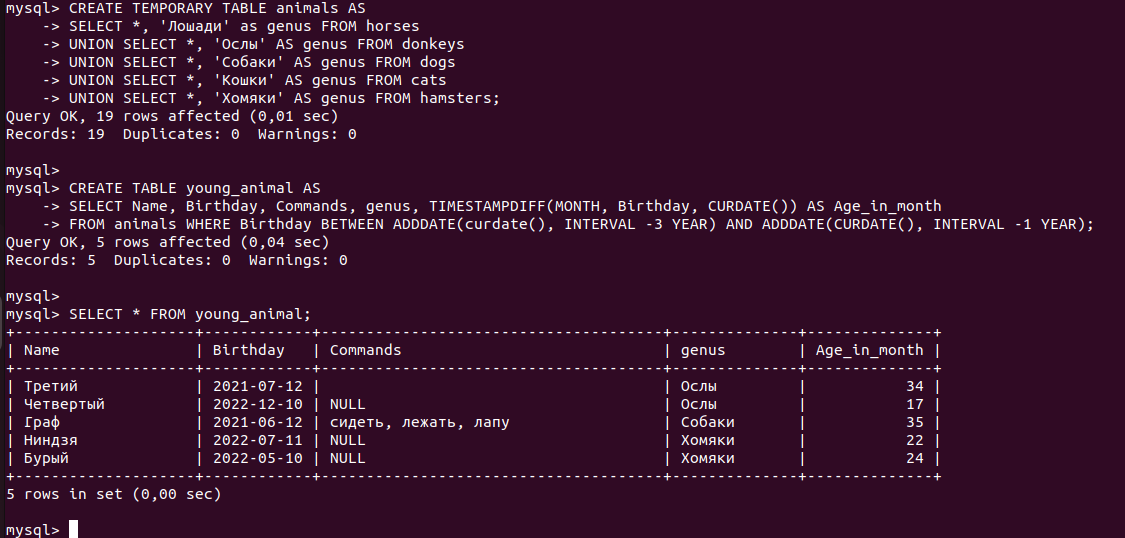 mysql> CREATE TEMPORARY TABLE animals AS
    -> SELECT *, 'Лошади' as genus FROM horses
    -> UNION SELECT *, 'Ослы' AS genus FROM donkeys
    -> UNION SELECT *, 'Собаки' AS genus FROM dogs
    -> UNION SELECT *, 'Кошки' AS genus FROM cats
    -> UNION SELECT *, 'Хомяки' AS genus FROM hamsters;
Query OK, 19 rows affected (0,01 sec)
Records: 19  Duplicates: 0  Warnings: 0

mysql>
mysql> CREATE TABLE young_animal AS
    -> SELECT Name, Birthday, Commands, genus, TIMESTAMPDIFF(MONTH, Birthday, CURDATE()) AS Age_in_month
    -> FROM animals WHERE Birthday BETWEEN ADDDATE(curdate(), INTERVAL -3 YEAR) AND ADDDATE(CURDATE(), INTERVAL -1 YEAR);
Query OK, 5 rows affected (0,04 sec)
Records: 5  Duplicates: 0  Warnings: 0

mysql>
mysql> SELECT * FROM young_animal;
+--------------------+------------+--------------------------------------+--------------+--------------+
| Name               | Birthday   | Commands                             | genus        | Age_in_month |
+--------------------+------------+--------------------------------------+--------------+--------------+
| Третий             | 2021-07-12 |                                      | Ослы         |           34 |
| Четвертый          | 2022-12-10 | NULL                                 | Ослы         |           17 |
| Граф               | 2021-06-12 | сидеть, лежать, лапу                 | Собаки       |           35 |
| Ниндзя             | 2022-07-11 | NULL                                 | Хомяки       |           22 |
| Бурый              | 2022-05-10 | NULL                                 | Хомяки       |           24 |
+--------------------+------------+--------------------------------------+--------------+--------------+
5 rows in set (0,00 sec)

mysql>